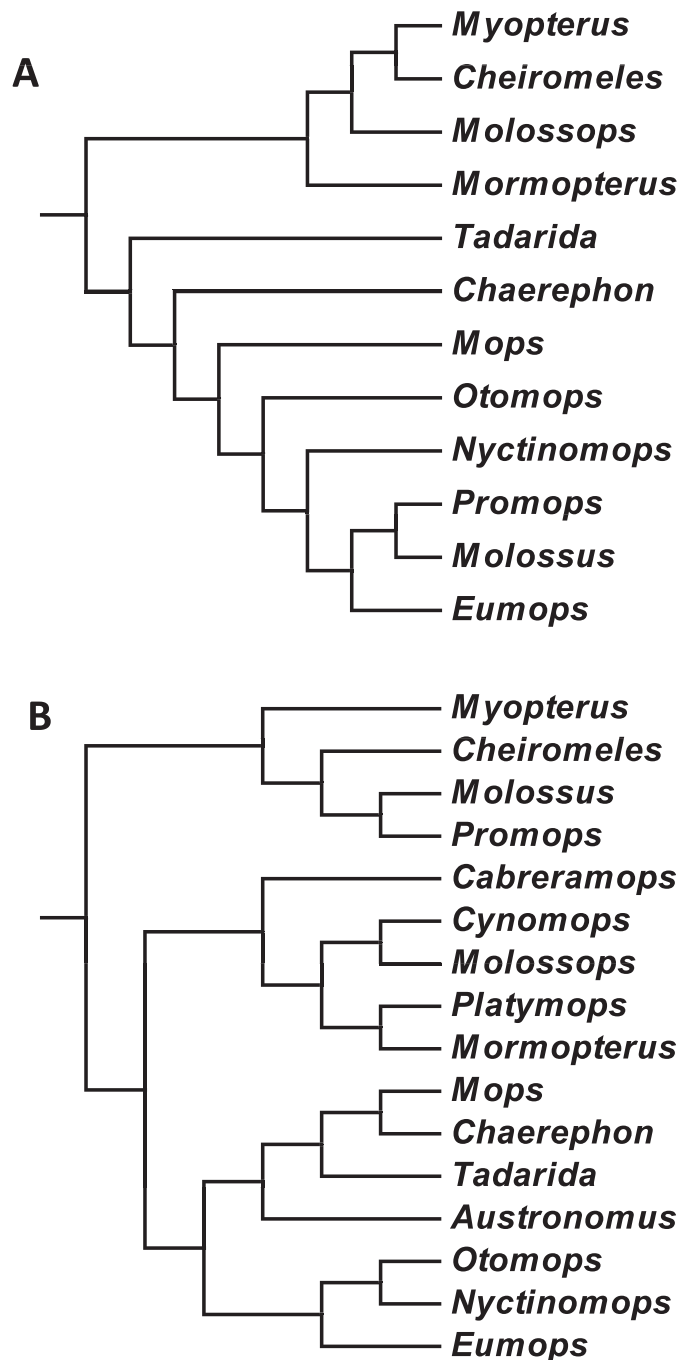 A
Myopterus
Cheiromeles
Molossops
Mormopterus
Tadarida
Chaerephon
Mops
Otomops
Nyctinomops
Promops
Molossus
Eumops
B
Myopterus
Cheiromeles
Molossus
Promops
Cabreramops
Cynomops
Molossops
Platymops
Mormopterus
Mops
Chaerephon
Tadarida
Austronomus
Otomops
Nyctinomops
Eumops